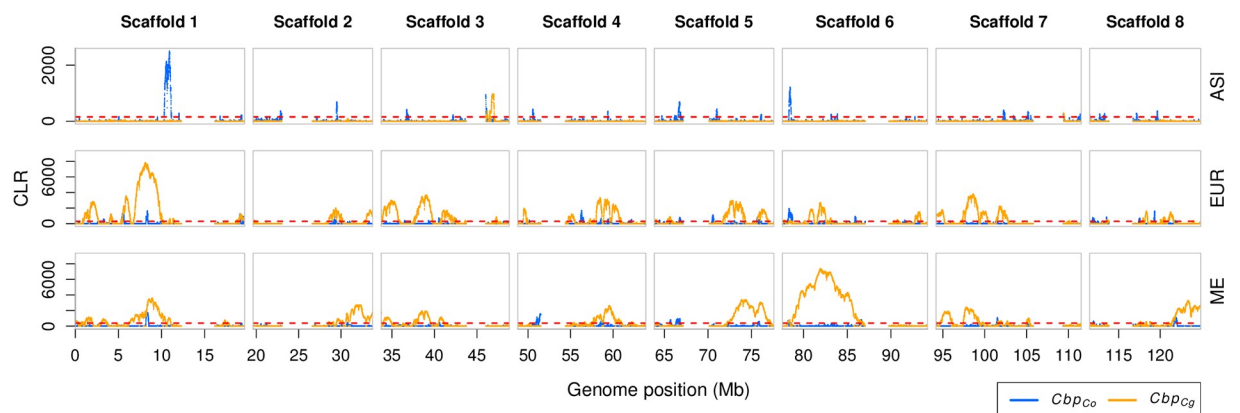 Scaffold 1 Scaffold 2 Scaffold 3 Scaffold 4 Scaffold 5 Scaffold 6 Scaffold 7 Scaffold 8
2000
0
ASI
CLR
6000
0
EUR
6000
0
ME
0 5 10 15 20 25 30 35 40 45 50 55 60 65 70 75 80 85 90 95 100 105 110 115 120
Genome position (Mb)
Cbp_Co Cbp_Cg